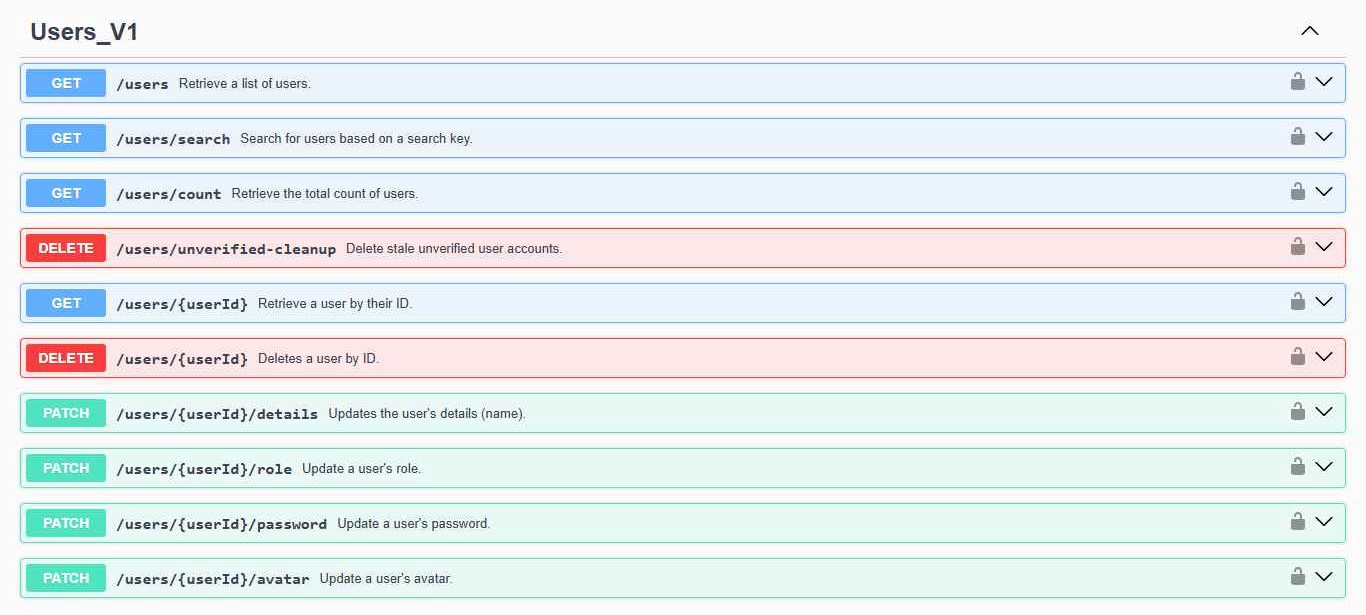 Users_V1
GET /users Retrieve a list of users.
GET /users/search Search for users based on a search key.
GET /users/count Retrieve the total count of users.
DELETE /users/unverified-cleanup Delete stale unverified user accounts.
GET /users/{userId} Retrieve a user by their ID.
DELETE /users/{userId} Deletes a user by ID.
PATCH /users/{userId}/details Updates the user's details (name).
PATCH /users/{userId}/role Update a user's role.
PATCH /users/{userId}/password Update a user's password.
PATCH /users/{userId}/avatar Update a user's avatar.